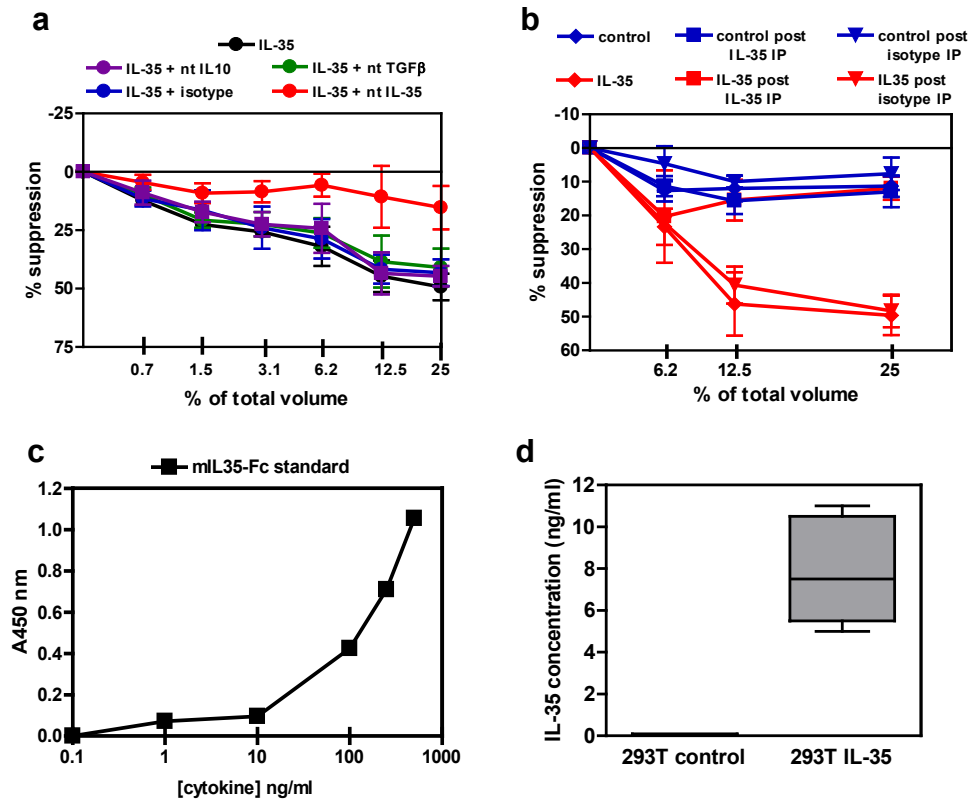 a
IL-35
IL-35 + nt IL10
IL-35 + nt TGFβ
IL-35 + isotype
IL-35 + nt IL-35
-25
0
25
50
75
% suppression
0.7 1.5 3.1 6.2 12.5 25
% of total volume
b
control
control post
IL-35 IP
control post
isotype IP
IL-35
IL-35 post
IL-35 IP
IL35 post
isotype IP
-10
0
10
20
30
40
50
60
% suppression
6.2 12.5 25
% of total volume
c
mIL35-Fc standard
1.2
1.0
0.8
0.6
0.4
0.2
0.0
A450 nm
0.1 1 10 100 1000
[cytokine] ng/ml
d
12
10
8
6
4
2
0
IL-35 concentration (ng/ml)
293T control 293T IL-35